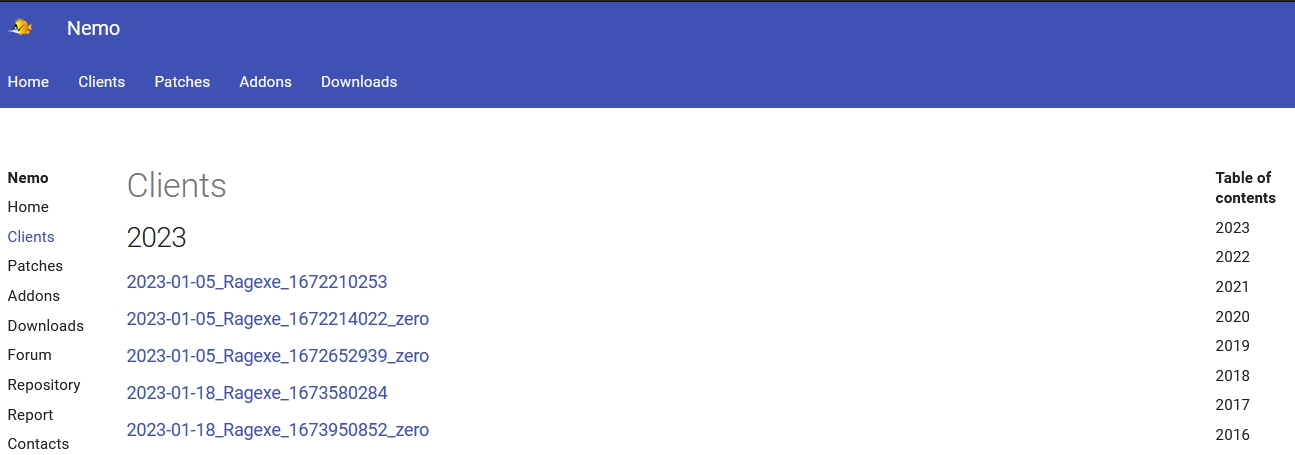 Nemo
Home Clients Patches Addons Downloads
Nemo
Home
Clients
Patches
Addons
Downloads
Forum
Repository
Report
Contacts
Clients
2023
2023-01-05_Ragexe_1672210253
2023-01-05_Ragexe_1672214022_zero
2023-01-05_Ragexe_1672652939_zero
2023-01-18_Ragexe_1673580284
2023-01-18_Ragexe_1673950852_zero
Table of
contents
2023
2022
2021
2020
2019
2018
2017
2016